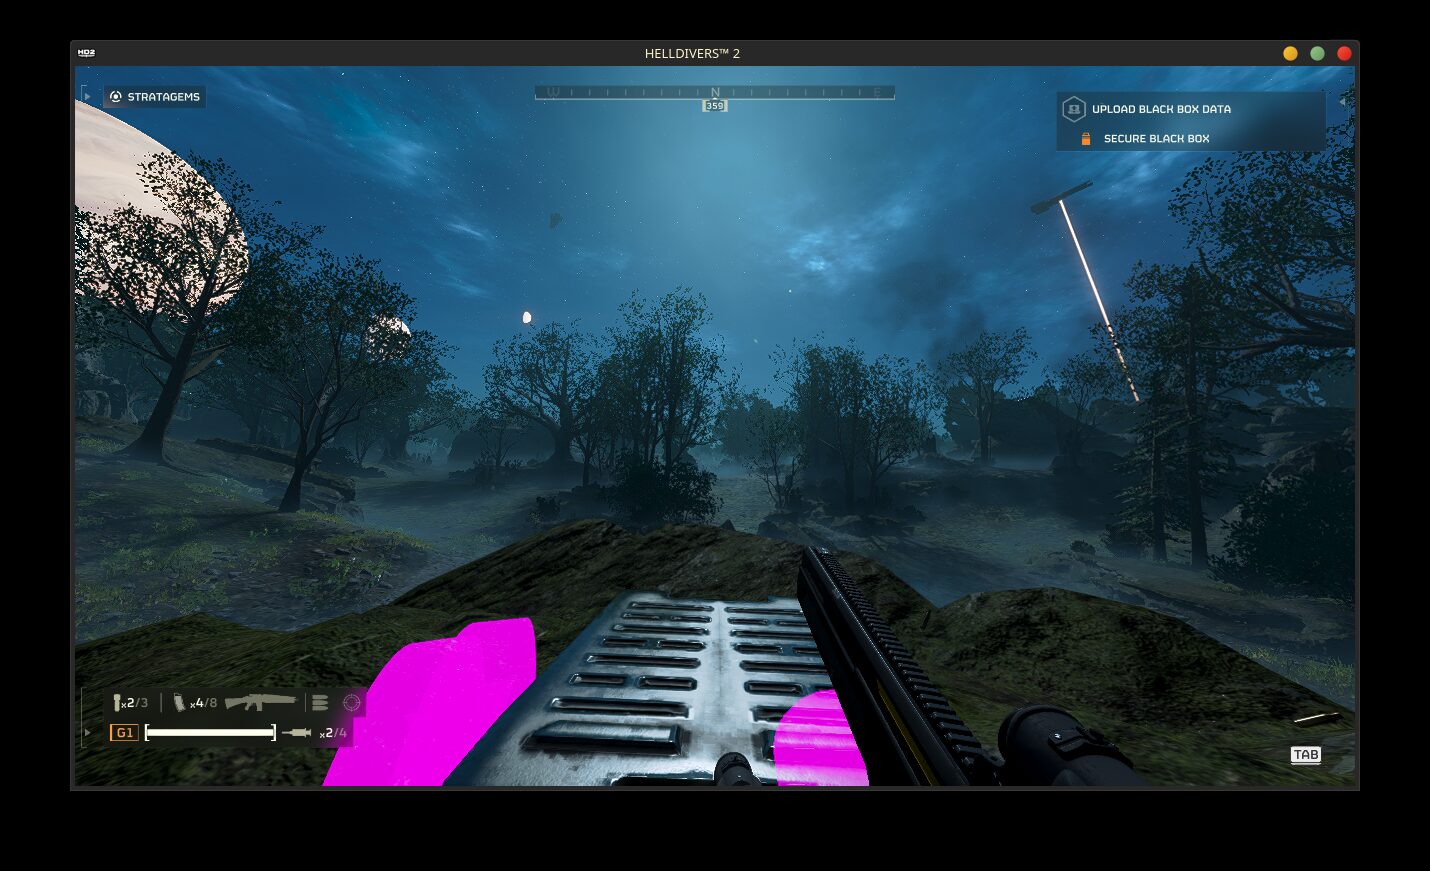 HD2
HELLDIVERS™ 2
STRATAGEMS
W N E
359
UPLOAD BLACK BOX DATA
SECURE BLACK BOX
x2/3 x4/8
G1 x2/4
TAB